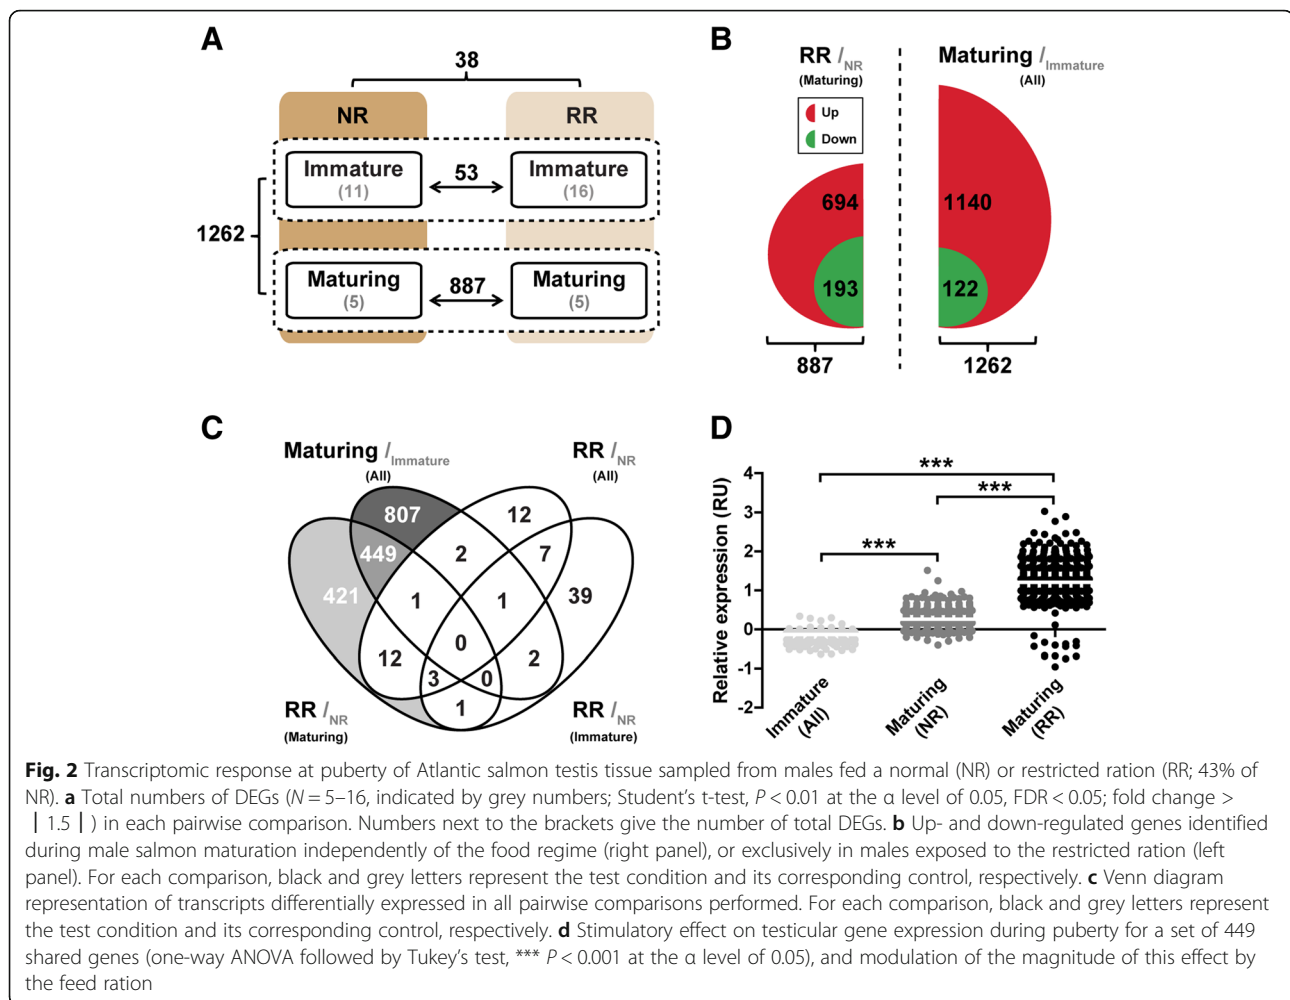 A
38
NR
RR
Immature
(11)
53
Immature
(16)
1262
Maturing
(5)
887
Maturing
(5)
B
RR /NR
(Maturing)
Maturing /Immature
(All)
Up
Down
694
193
1140
122
887
1262
C
Maturing /Immature
(All)
RR /NR
(All)
807
12
449
2
7
421
1
1
39
0
12
3
0
2
1
RR /NR
(Maturing)
RR /NR
(Immature)
D
Relative expression (RU)
4
3
2
1
0
-1
-2
***
***
***
Immature
(All)
Maturing
(NR)
Maturing
(RR)
Fig. 2 Transcriptomic response at puberty of Atlantic salmon testis tissue sampled from males fed a normal (NR) or restricted ration (RR; 43% of
NR). a Total numbers of DEGs (N = 5–16, indicated by grey numbers; Student’s t-test, P < 0.01 at the α level of 0.05, FDR < 0.05; fold change >
│1.5│) in each pairwise comparison. Numbers next to the brackets give the number of total DEGs. b Up- and down-regulated genes identified
during male salmon maturation independently of the food regime (right panel), or exclusively in males exposed to the restricted ration (left
panel). For each comparison, black and grey letters represent the test condition and its corresponding control, respectively. c Venn diagram
representation of transcripts differentially expressed in all pairwise comparisons performed. For each comparison, black and grey letters represent
the test condition and its corresponding control, respectively. d Stimulatory effect on testicular gene expression during puberty for a set of 449
shared genes (one-way ANOVA followed by Tukey’s test, *** P < 0.001 at the α level of 0.05), and modulation of the magnitude of this effect by
the feed ration